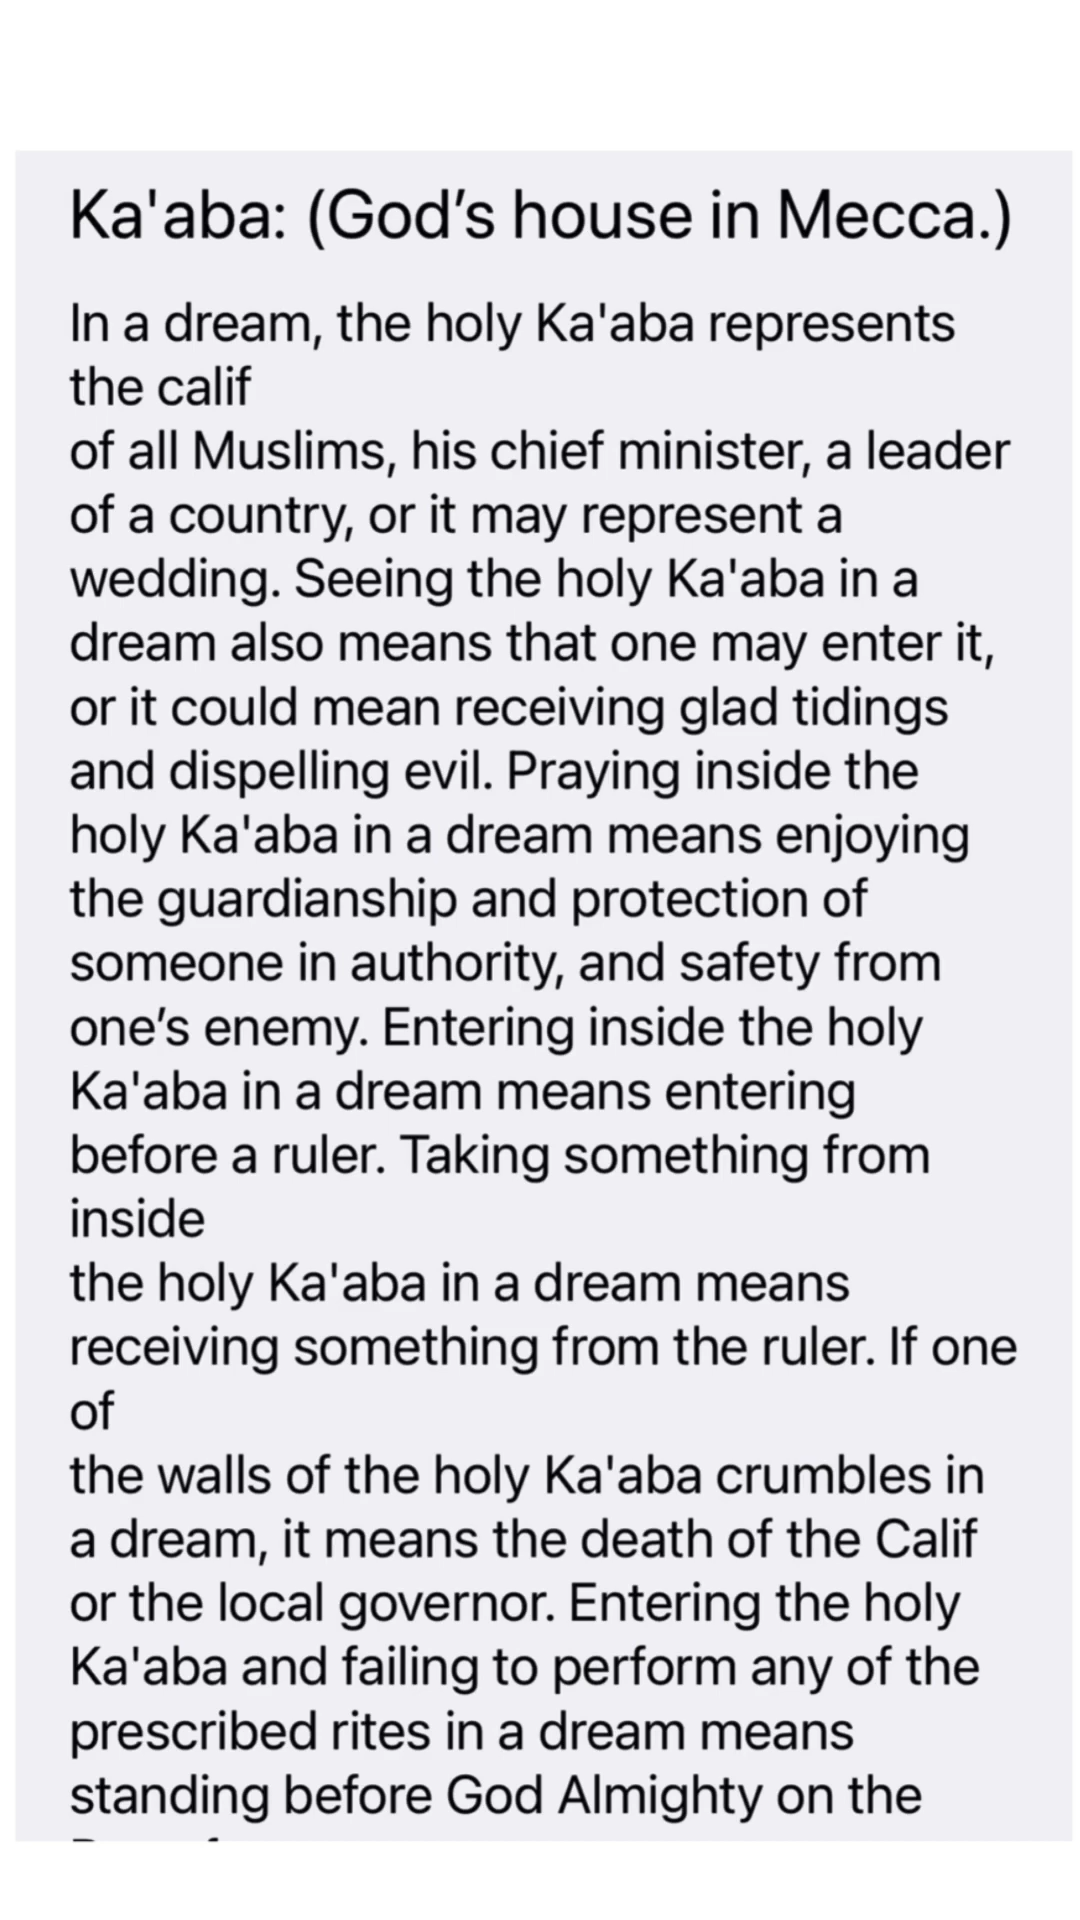 Ka'aba: (God’s house in Mecca.)
In a dream, the holy Ka'aba represents
the calif
of all Muslims, his chief minister, a leader
of a country, or it may represent a
wedding. Seeing the holy Ka'aba in a
dream also means that one may enter it,
or it could mean receiving glad tidings
and dispelling evil. Praying inside the
holy Ka'aba in a dream means enjoying
the guardianship and protection of
someone in authority, and safety from
one’s enemy. Entering inside the holy
Ka'aba in a dream means entering
before a ruler. Taking something from
inside
the holy Ka'aba in a dream means
receiving something from the ruler. If one
of
the walls of the holy Ka'aba crumbles in
a dream, it means the death of the Calif
or the local governor. Entering the holy
Ka'aba and failing to perform any of the
prescribed rites in a dream means
standing before God Almighty on the